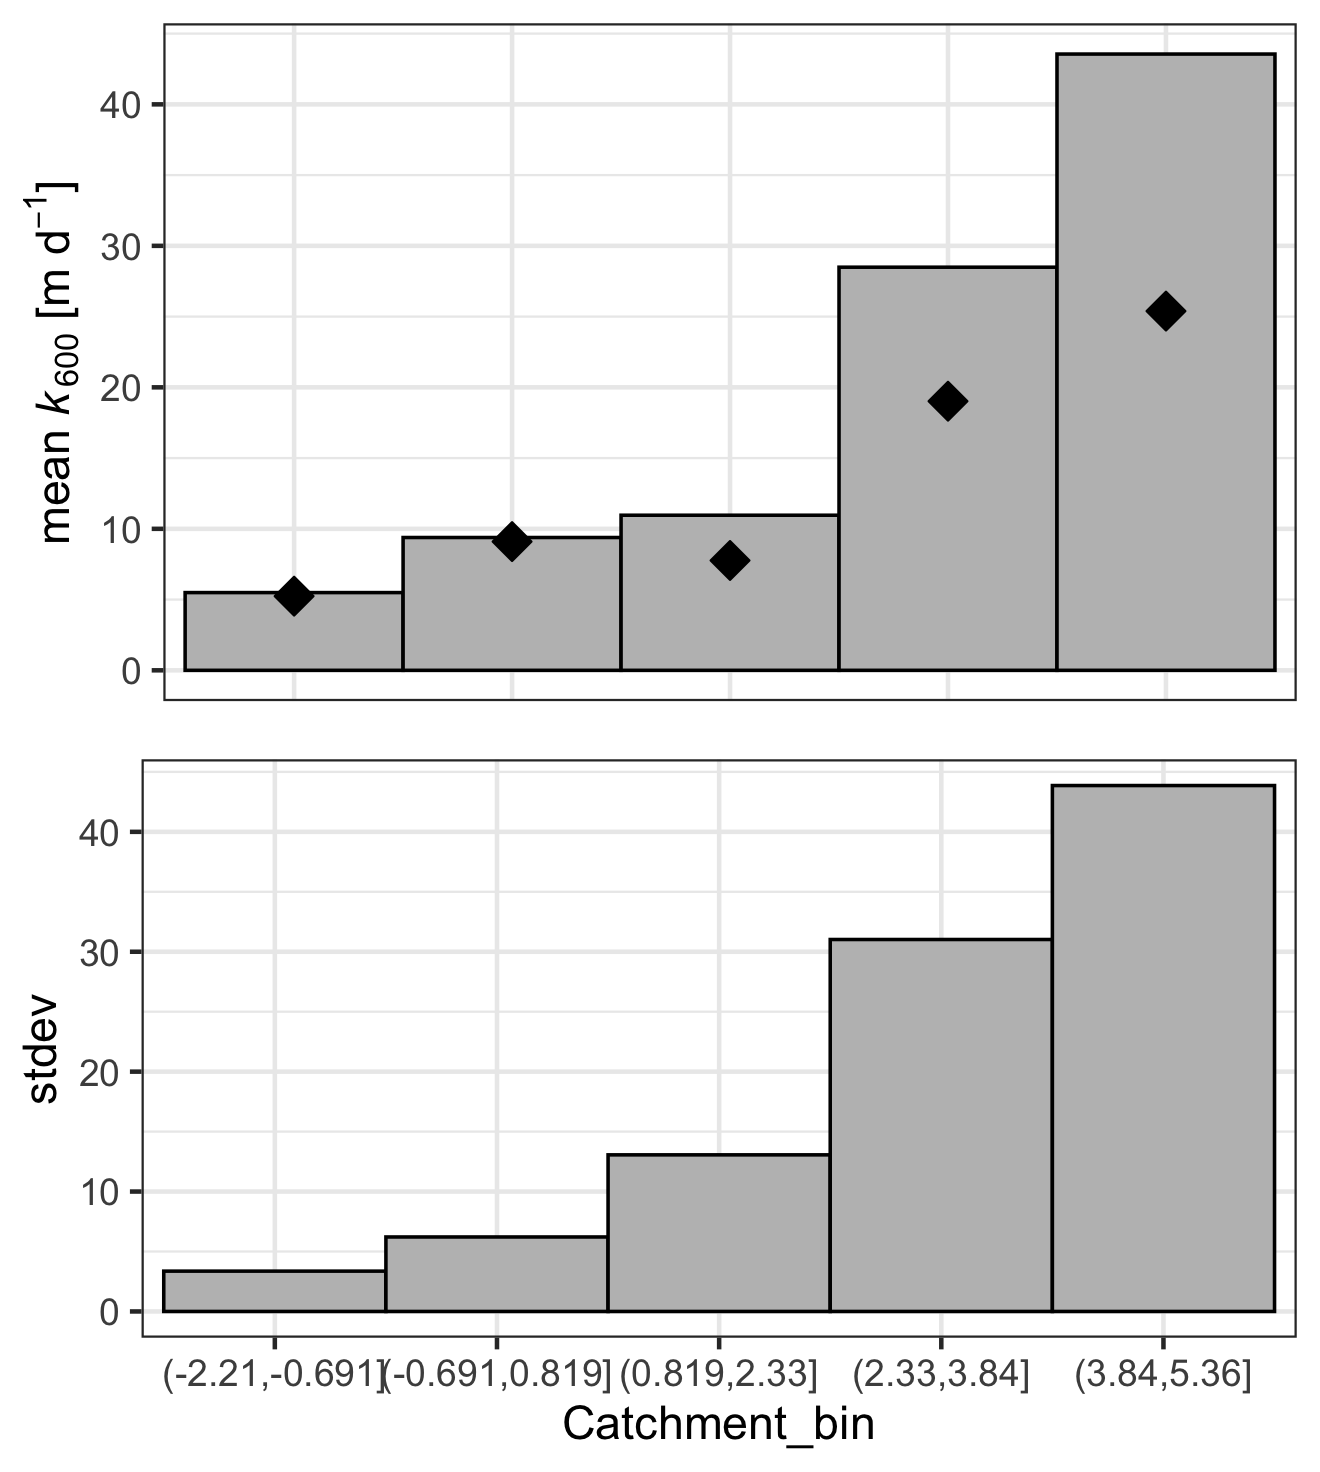 mean k600 [m d−1]
40
30
20
10
0
stdev
40
30
20
10
0
(-2.21,-0.691] (-0.691,0.819] (0.819,2.33] (2.33,3.84] (3.84,5.36]
Catchment_bin